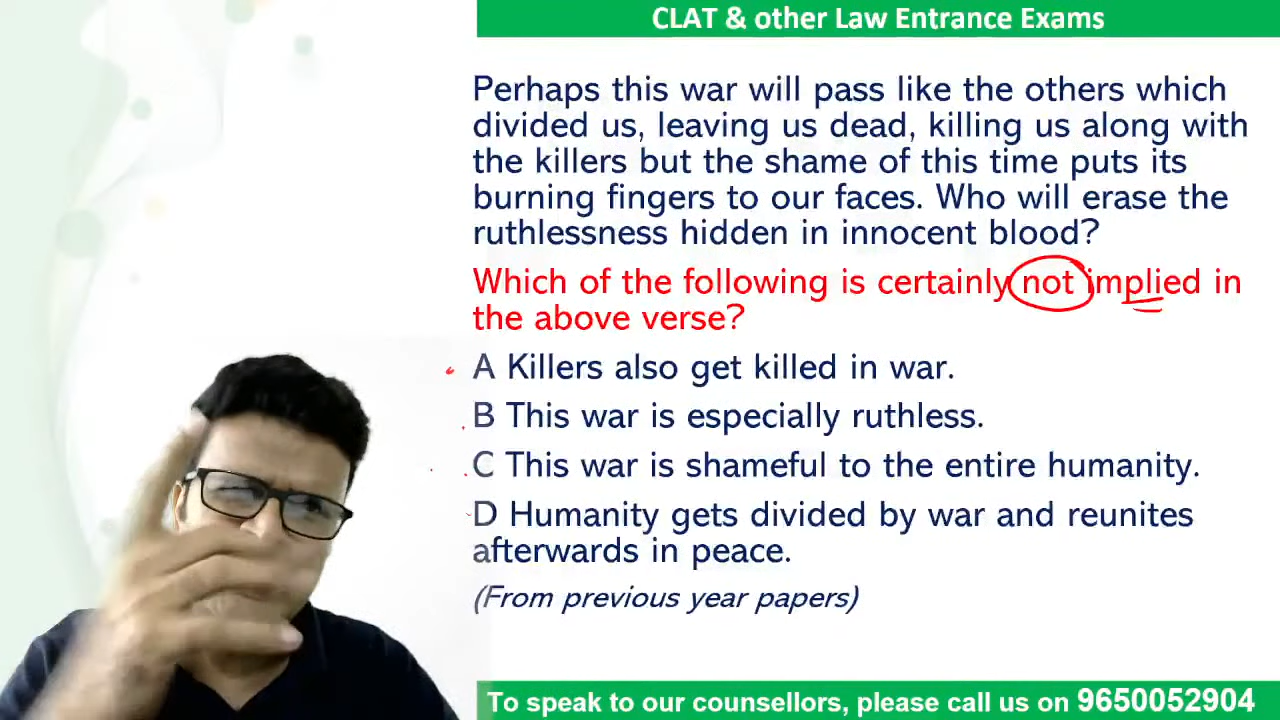 CLAT & other Law Entrance Exams
Perhaps this war will pass like the others which
divided us, leaving us dead, killing us along with
the killers but the shame of this time puts its
burning fingers to our faces. Who will erase the
ruthlessness hidden in innocent blood?
Which of the following is certainly not implied in
the above verse?
A Killers also get killed in war.
B This war is especially ruthless.
C This war is shameful to the entire humanity.
D Humanity gets divided by war and reunites
afterwards in peace.
(From previous year papers)
To speak to our counsellors, please call us on 9650052904